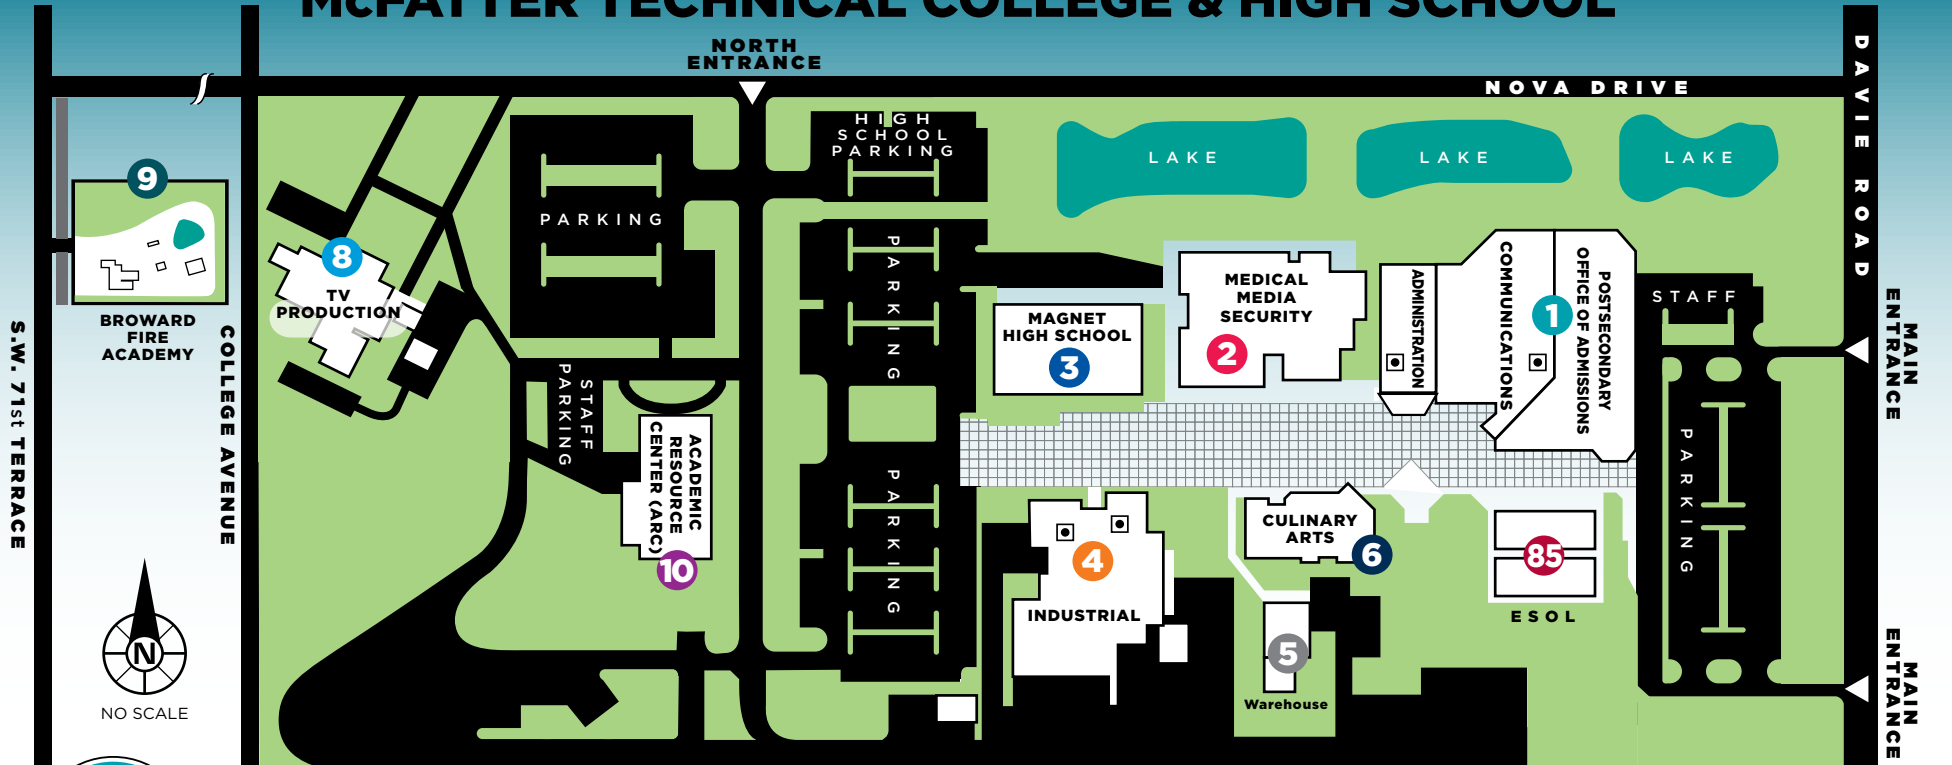 McFATTER TECHNICAL COLLEGE & HIGH SCHOOL
NORTH
ENTRANCE
NOVA DRIVE
DAVIE ROAD
HIGH
SCHOOL
PARKING
LAKE
LAKE
LAKE
9
BROWARD
FIRE
ACADEMY
8
TV
PRODUCTION
PARKING
PARKING
MEDICAL
MEDIA
SECURITY
2
MAGNET
HIGH SCHOOL
3
ADMINISTRATION
COMMUNICATIONS
1
POSTSECONDARY
OFFICE OF ADMISSIONS
STAFF
MAIN
ENTRANCE
S.W. 71st TERRACE
COLLEGE AVENUE
STAFF
PARKING
ACADEMIC
RESOURCE
CENTER (ARC)
10
PARKING
PARKING
4
INDUSTRIAL
CULINARY
ARTS
6
85
ESOL
5
Warehouse
MAIN
ENTRANCE
N
NO SCALE